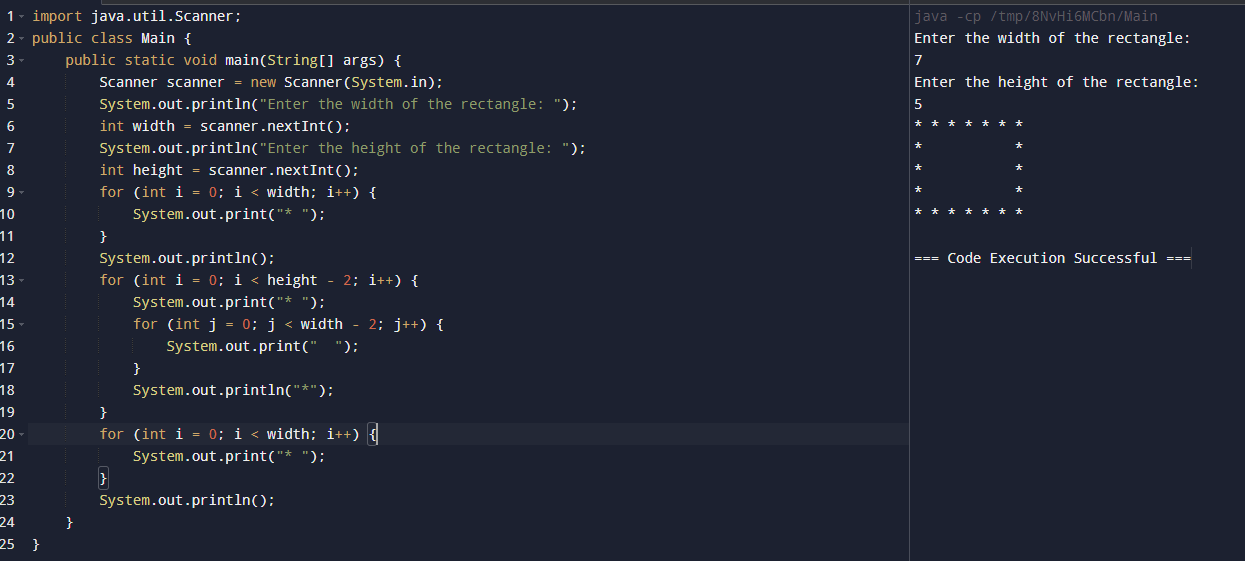 1 import java.util.Scanner;
2 public class Main {
3     public static void main(String[] args) {
4         Scanner scanner = new Scanner(System.in);
5         System.out.println("Enter the width of the rectangle: ");
6         int width = scanner.nextInt();
7         System.out.println("Enter the height of the rectangle: ");
8         int height = scanner.nextInt();
9         for (int i = 0; i < width; i++) {
10             System.out.print("* ");
11         }
12         System.out.println();
13         for (int i = 0; i < height - 2; i++) {
14             System.out.print("* ");
15             for (int j = 0; j < width - 2; j++) {
16                 System.out.print("  ");
17             }
18             System.out.println("*");
19         }
20         for (int i = 0; i < width; i++) {
21             System.out.print("* ");
22         }
23         System.out.println();
24     }
25 }
java -cp /tmp/8NvHi6MCbn/Main
Enter the width of the rectangle:
7
Enter the height of the rectangle:
5
* * * * * * *
*           *
*           *
*           *
* * * * * * *
=== Code Execution Successful ===